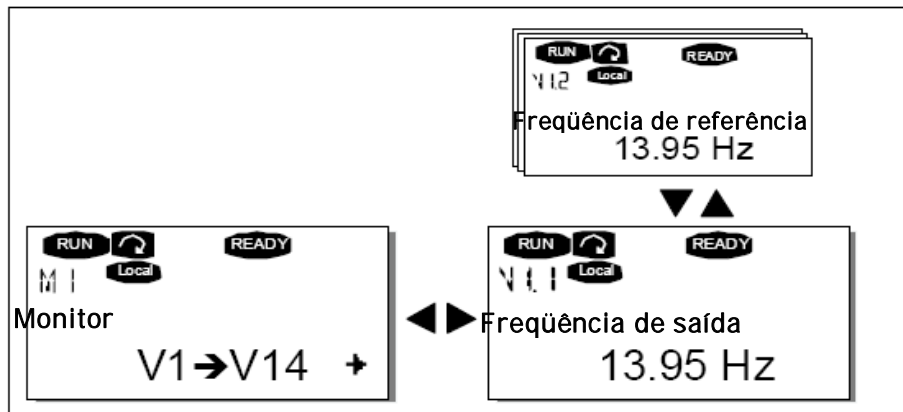 RUN READY
V1.2 Local
Freqüência de referência
13.95 Hz
RUN READY
M1 Local
Monitor
V1➔V14
RUN READY
V1.1 Local
Freqüência de saída
13.95 Hz